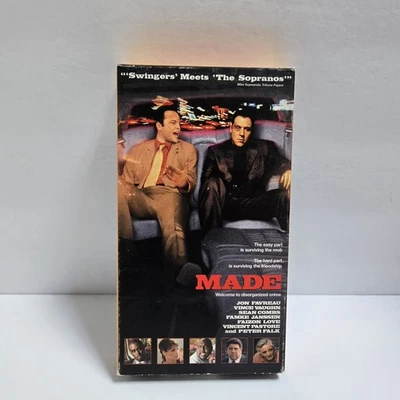 "'Swingers' Meets 'The Sopranos'"
The easy part
is surviving the mob
The hard part
is surviving the friendship
MADE
Welcome to disorganized crime
JON FAVREAU
VINCE VAUGHN
SEAN COMBS
FAMKE JANSSEN
FAIZON LOVE
VINCENT PASTORE
and PETER FALK